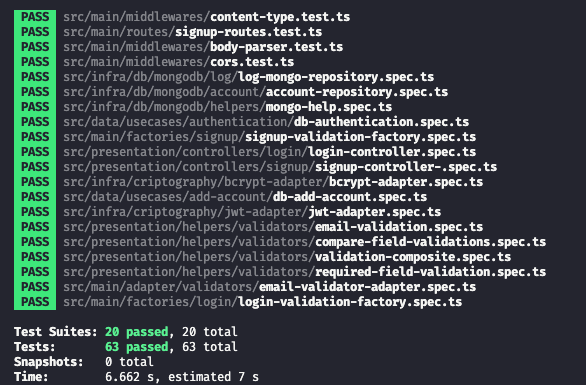 PASS src/main/middlewares/content-type.test.ts
PASS src/main/routes/signup-routes.test.ts
PASS src/main/middlewares/body-parser.test.ts
PASS src/main/middlewares/cors.test.ts
PASS src/infra/db/mongodb/log/log-mongo-repository.spec.ts
PASS src/infra/db/mongodb/account/account-repository.spec.ts
PASS src/infra/db/mongodb/helpers/mongo-help.spec.ts
PASS src/data/usecases/authentication/db-authentication.spec.ts
PASS src/main/factories/signup/signup-validation-factory.spec.ts
PASS src/presentation/controllers/login/login-controller.spec.ts
PASS src/presentation/controllers/signup/signup-controller-.spec.ts
PASS src/infra/criptography/bcrypt-adapter/bcrypt-adapter.spec.ts
PASS src/data/usecases/add-account/db-add-account.spec.ts
PASS src/infra/criptography/jwt-adapter/jwt-adapter.spec.ts
PASS src/presentation/helpers/validators/email-validation.spec.ts
PASS src/presentation/helpers/validators/compare-field-validations.spec.ts
PASS src/presentation/helpers/validators/validation-composite.spec.ts
PASS src/presentation/helpers/validators/required-field-validation.spec.ts
PASS src/main/adapter/validators/email-validator-adapter.spec.ts
PASS src/main/factories/login/login-validation-factory.spec.ts
Test Suites: 20 passed, 20 total
Tests: 63 passed, 63 total
Snapshots: 0 total
Time: 6.662 s, estimated 7 s